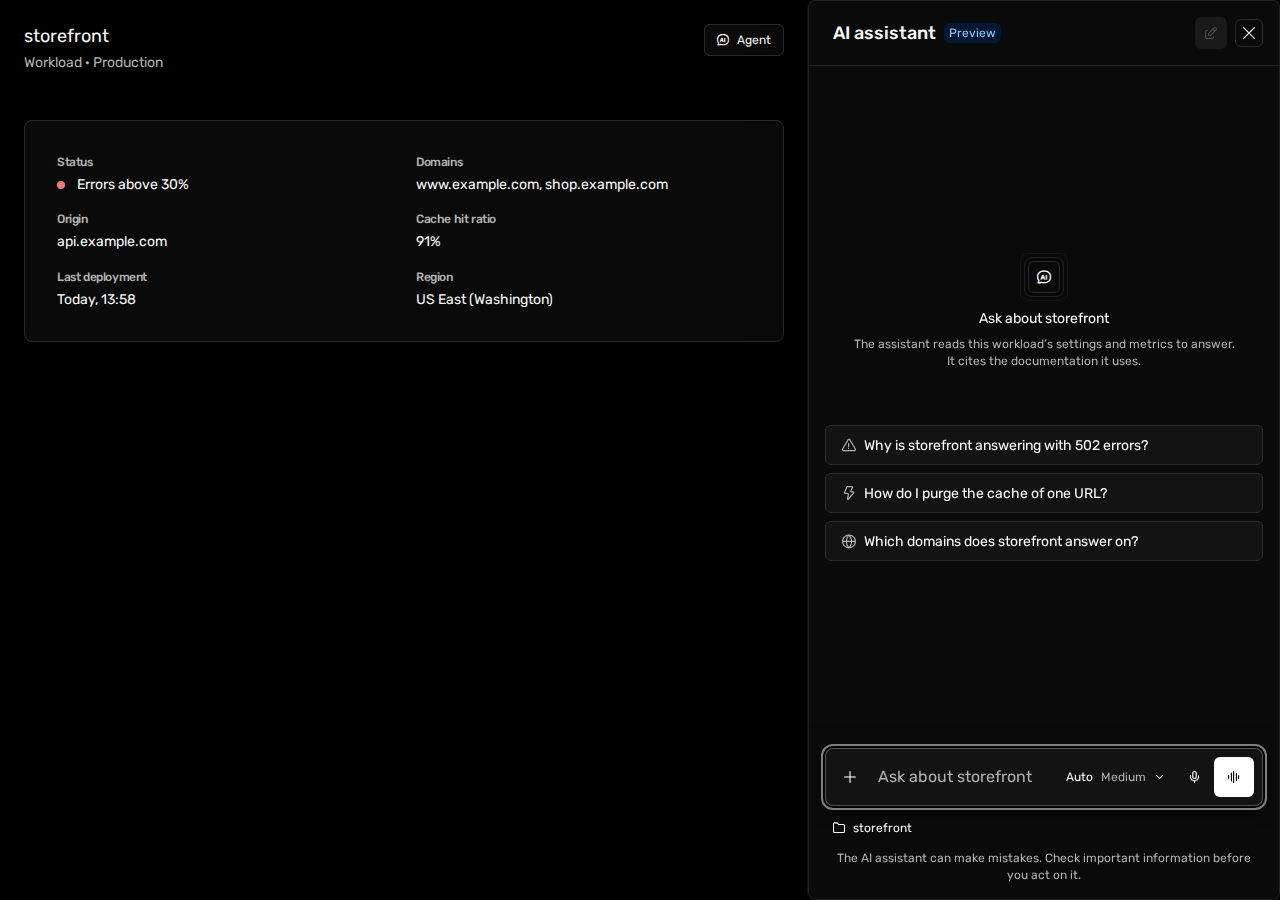 storefront
Workload • Production
Agent
Status
Errors above 30%
Domains
www.example.com, shop.example.com
Origin
api.example.com
Cache hit ratio
91%
Last deployment
Today, 13:58
Region
US East (Washington)
AI assistant
Preview
AI
Ask about storefront
The assistant reads this workload's settings and metrics to answer.
It cites the documentation it uses.
Why is storefront answering with 502 errors?
How do I purge the cache of one URL?
Which domains does storefront answer on?
Ask about storefront
Auto Medium
storefront
The AI assistant can make mistakes. Check important information before
you act on it.